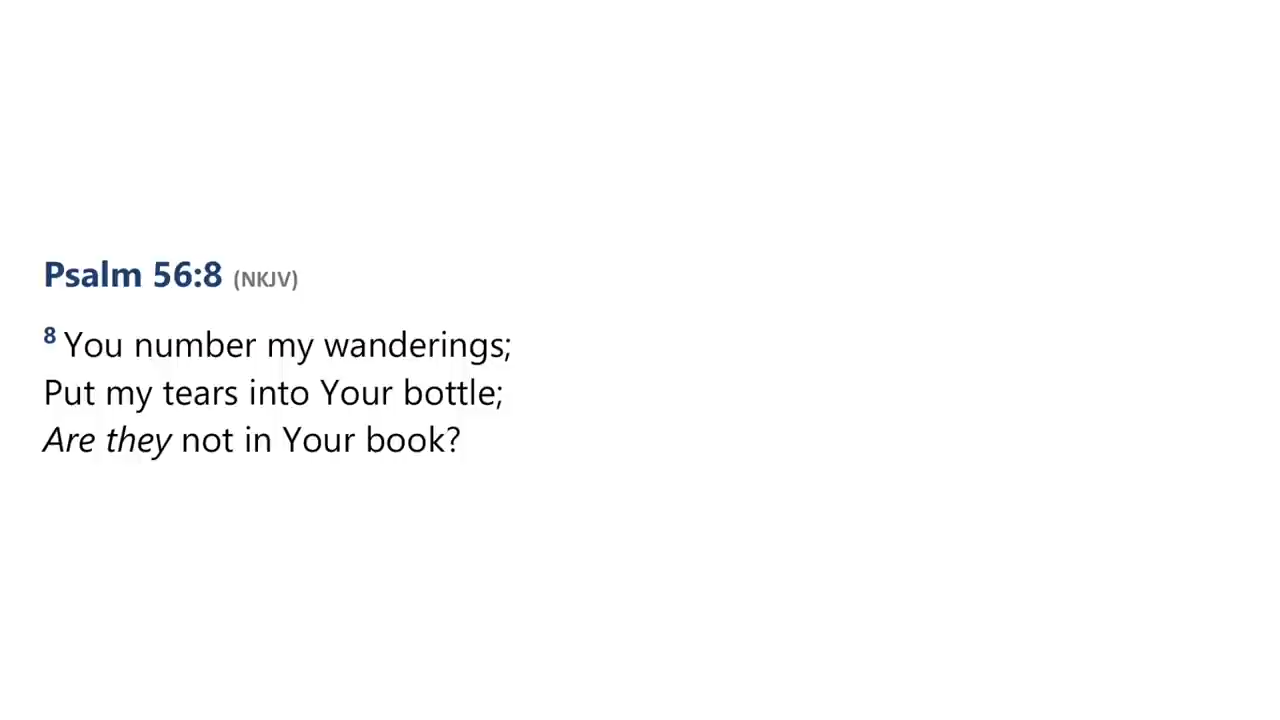 Psalm 56:8 (NKJV)
8 You number my wanderings;
Put my tears into Your bottle;
Are they not in Your book?